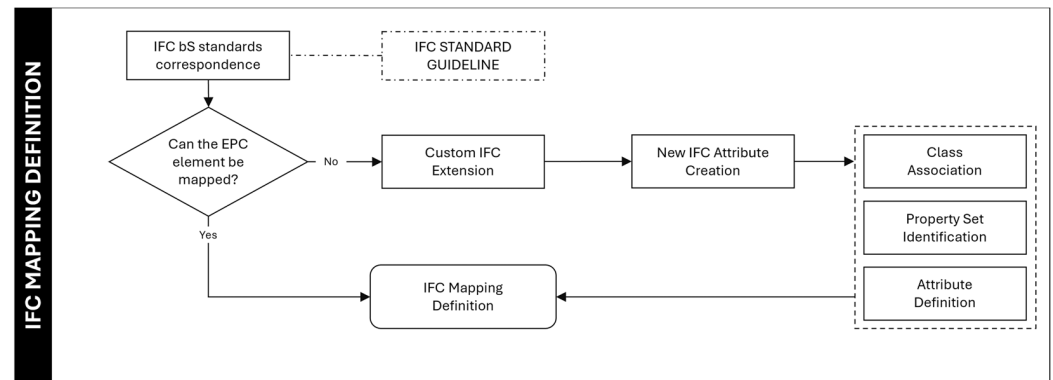 IFC MAPPING DEFINITION
IFC bS standards
correspondence
IFC STANDARD
GUIDELINE
Can the EPC
element be
mapped?
No
Custom IFC
Extension
New IFC Attribute
Creation
Class
Association
Property Set
Identification
Attribute
Definition
Yes
IFC Mapping
Definition